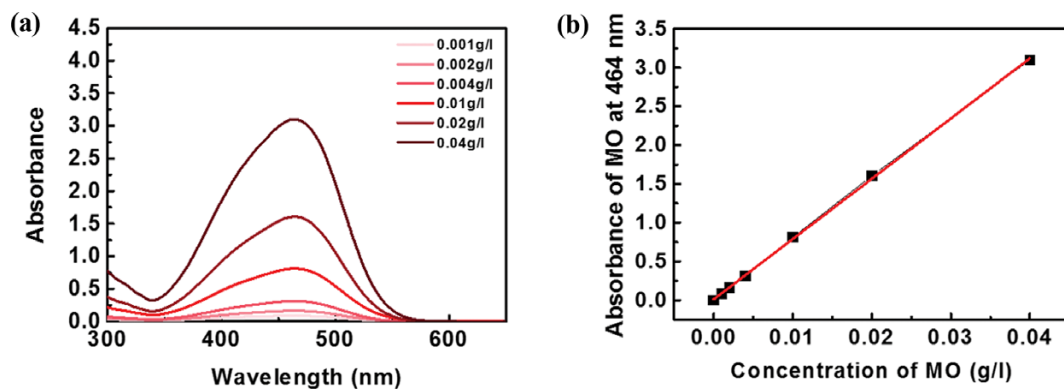 (a)
4.5
4.0
3.5
3.0
2.5
2.0
1.5
1.0
0.5
0.0
Absorbance
0.001g/l
0.002g/l
0.004g/l
0.01g/l
0.02g/l
0.04g/l
300
400
500
600
Wavelength (nm)
(b)
3.5
3.0
2.5
2.0
1.5
1.0
0.5
0.0
Absorbance of MO at 464 nm
0.00
0.01
0.02
0.03
0.04
Concentration of MO (g/l)